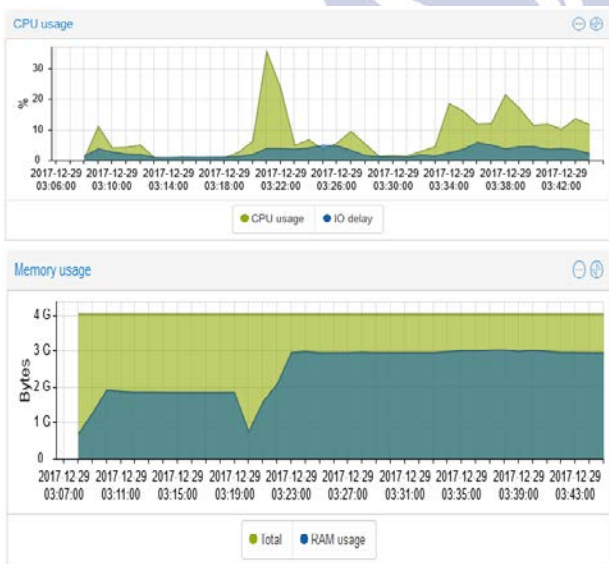 CPU usage
30
20
10
0
%
2017-12-29 2017-12-29 2017-12-29 2017-12-29 2017-12-29 2017-12-29 2017-12-29 2017-12-29 2017-12-29 2017-12-29
03:06:00 03:10:00 03:14:00 03:18:00 03:22:00 03:26:00 03:30:00 03:34:00 03:38:00 03:42:00
CPU usage IO delay
Memory usage
4 G
3 G
2 G
1 G
0
Bytes
2017 12 29 2017 12 29 2017 12 29 2017 12 29 2017 12 29 2017 12 29 2017 12 29 2017 12 29 2017 12 29 2017 12 29
03:07:00 03:11:00 03:15:00 03:19:00 03:23:00 03:27:00 03:31:00 03:35:00 03:39:00 03:43:00
Total RAM usage